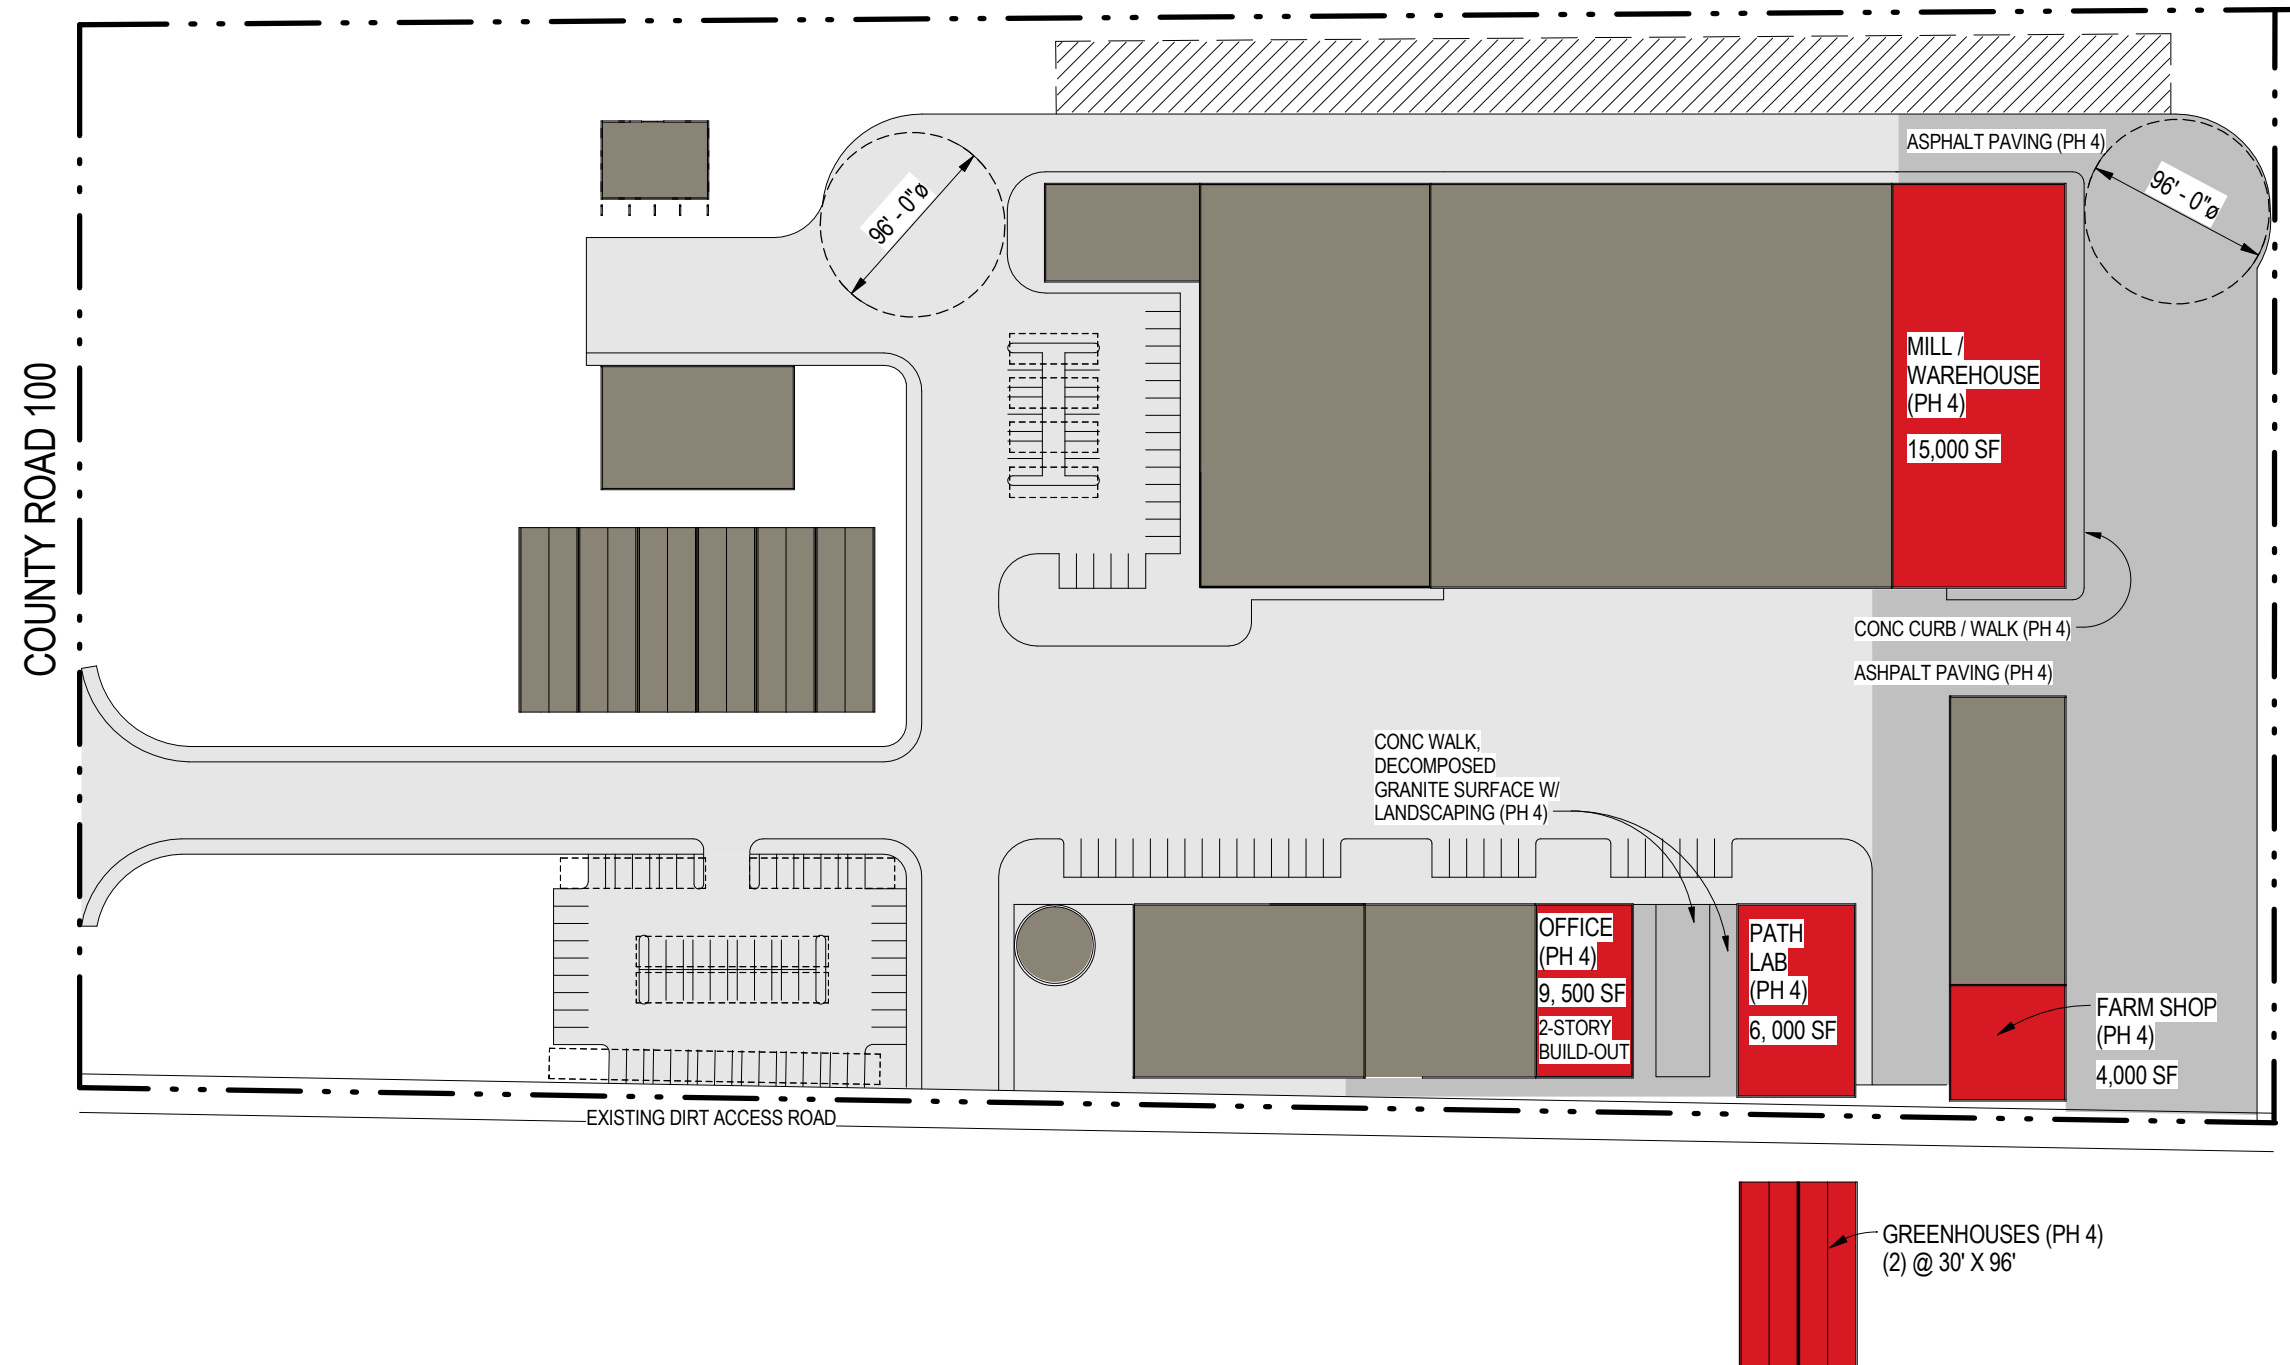 ASPHALT PAVING (PH 4)
96' - 0"ø
96' - 0"ø
COUNTY ROAD 100
MILL /
WAREHOUSE
(PH 4)
15,000 SF
CONC CURB / WALK (PH 4)
ASHPALT PAVING (PH 4)
CONC WALK,
DECOMPOSED
GRANITE SURFACE W/
LANDSCAPING (PH 4)
OFFICE
(PH 4)
9, 500 SF
2-STORY
BUILD-OUT
PATH
LAB
(PH 4)
6, 000 SF
FARM SHOP
(PH 4)
4,000 SF
EXISTING DIRT ACCESS ROAD
GREENHOUSES (PH 4)
(2) @ 30' X 96'